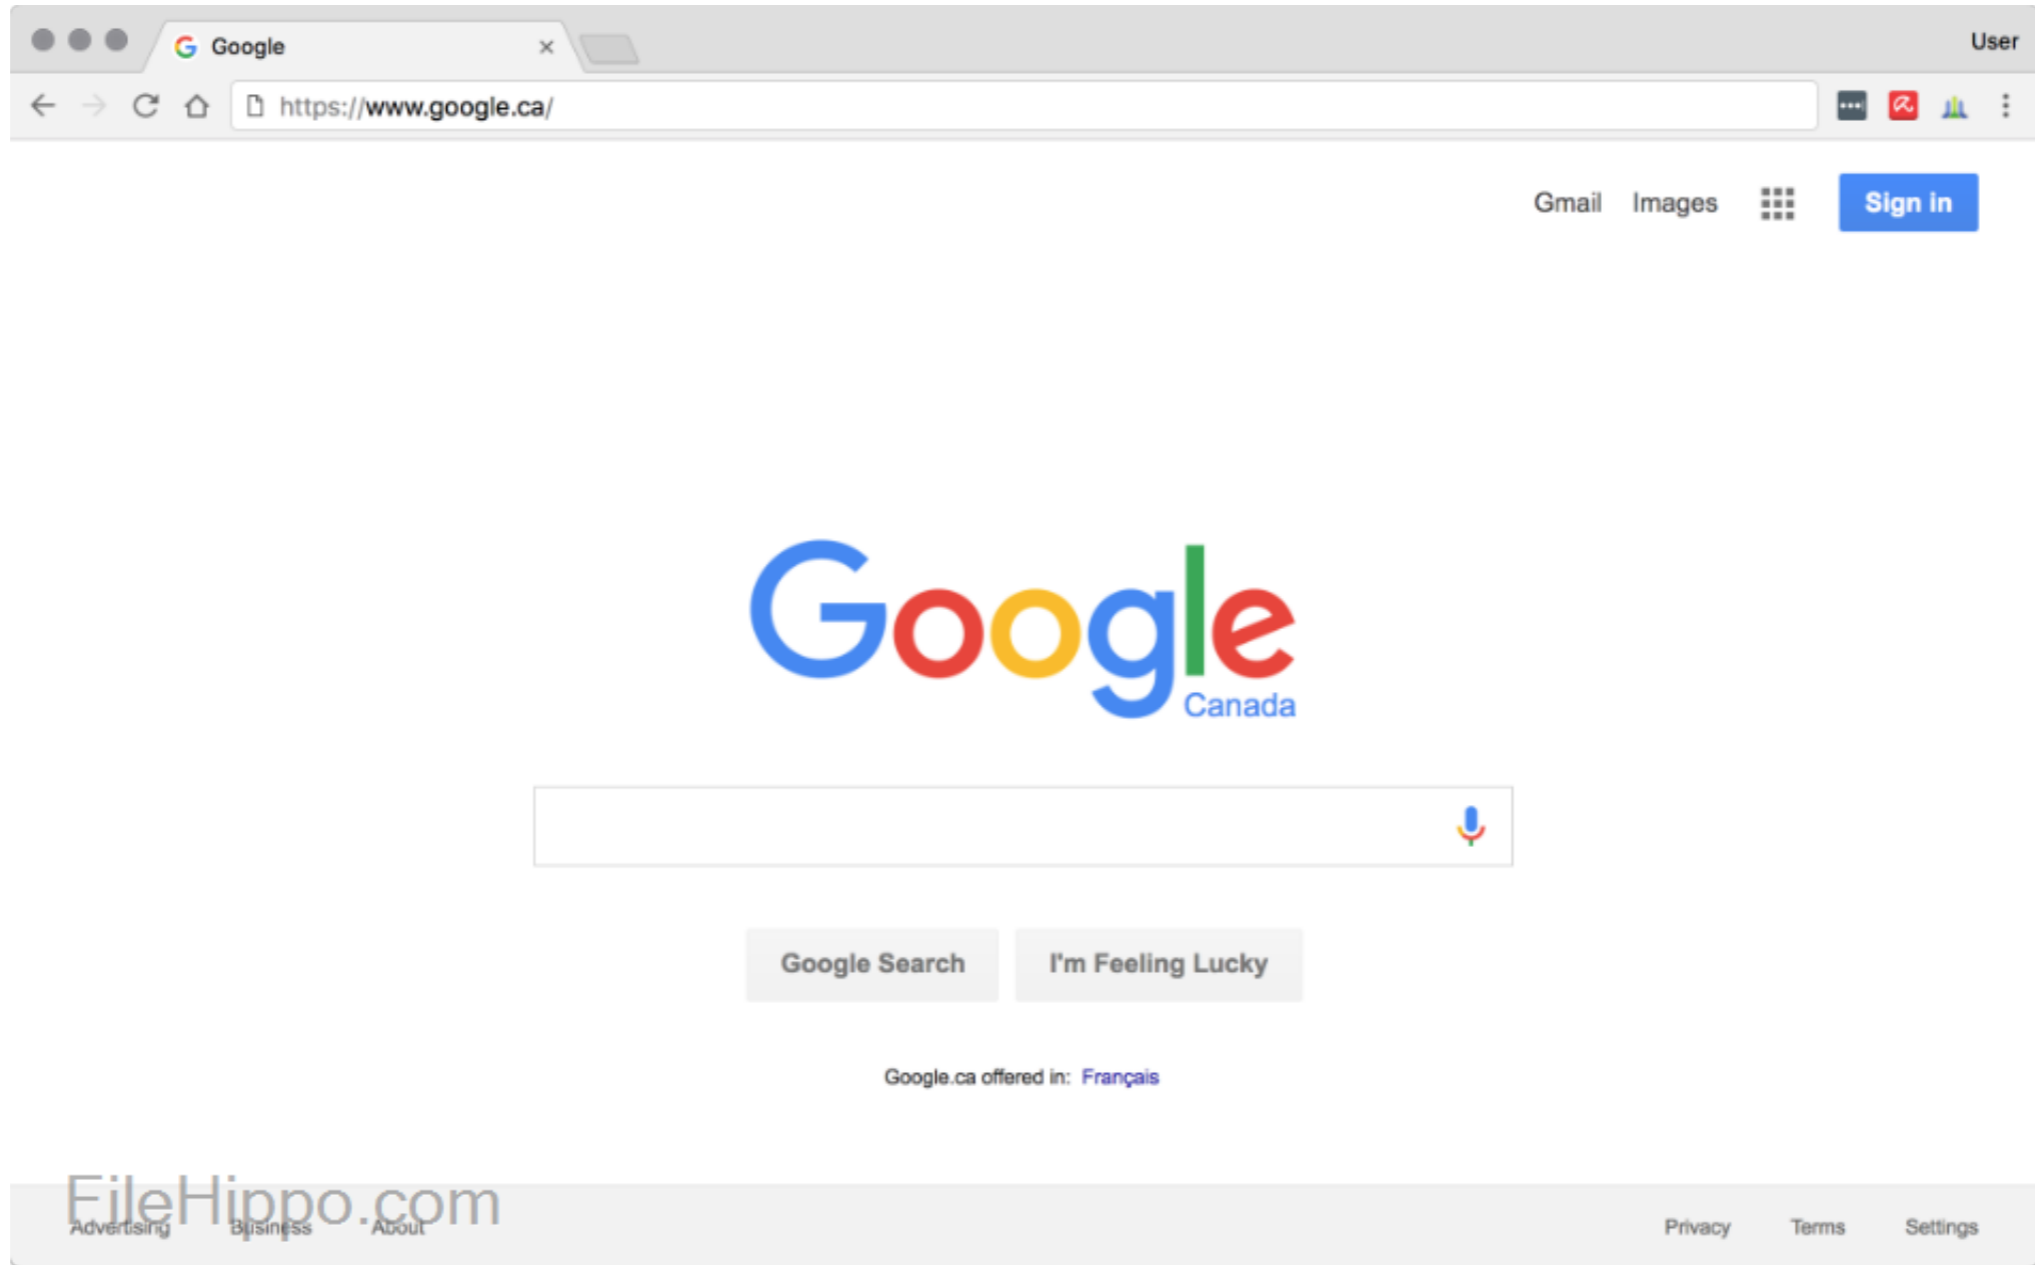 Google
User
https://www.google.ca/
Gmail Images Sign in
Google
Canada
Google Search I'm Feeling Lucky
Google.ca offered in: Français
FileHippo.com
Advertising Business About Privacy Terms Settings